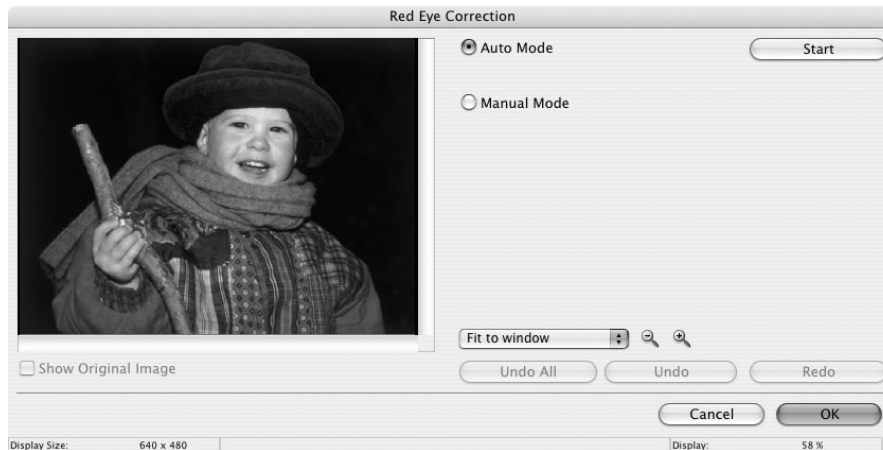 Red Eye Correction
Auto Mode
Start
Manual Mode
Fit to window
Show Original Image
Undo All
Undo
Redo
Cancel
OK
Display Size: 640 x 480
Display: 58 %